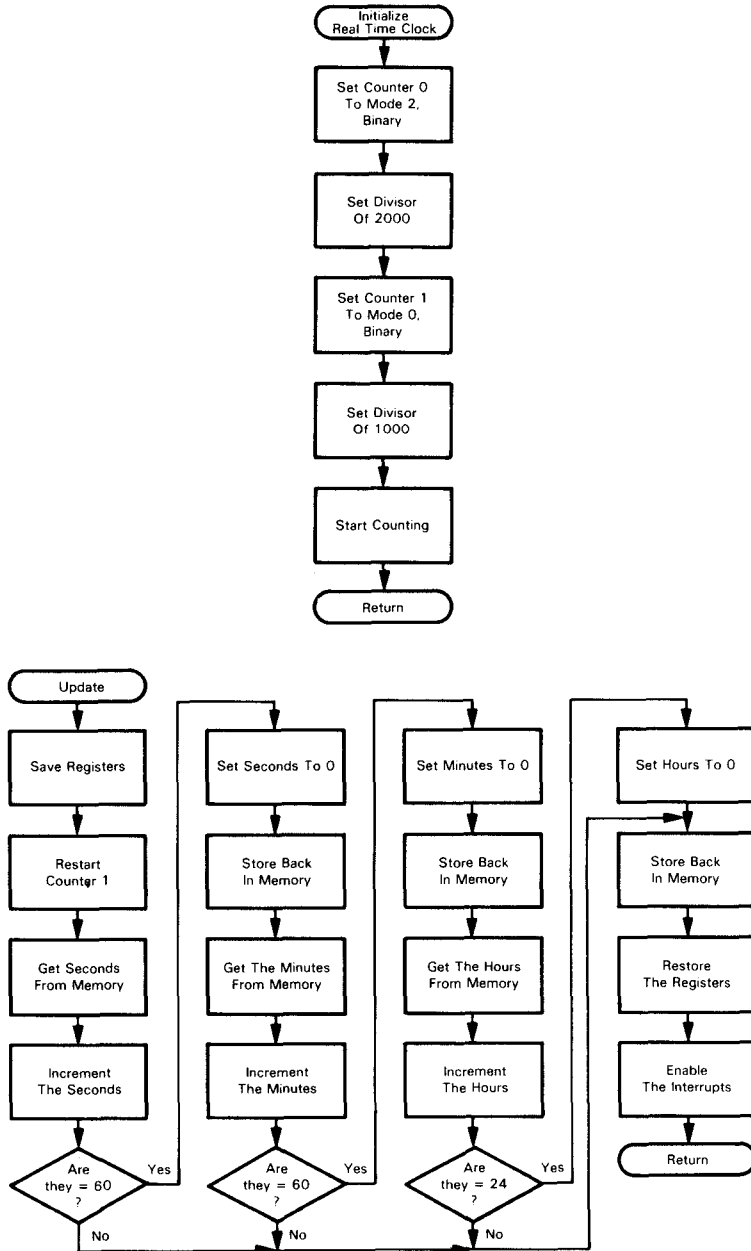 Initialize
Real Time Clock
Set Counter 0
To Mode 2,
Binary
Set Divisor
Of 2000
Set Counter 1
To Mode 0,
Binary
Set Divisor
Of 1000
Start Counting
Return
Update
Save Registers
Restart
Counter 1
Get Seconds
From Memory
Increment
The Seconds
Are
they = 60
?
Yes
No
Set Seconds To 0
Store Back
In Memory
Get The Minutes
From Memory
Increment
The Minutes
Are
they = 60
?
Yes
No
Set Minutes To 0
Store Back
In Memory
Get The Hours
From Memory
Increment
The Hours
Are
they = 24
?
Yes
No
Set Hours To 0
Store Back
In Memory
Restore
The Registers
Enable
The Interrupts
Return